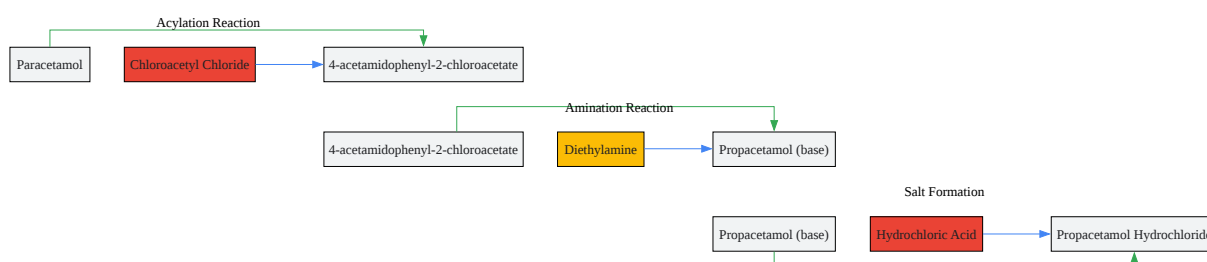 Acylation Reaction
Paracetamol
Chloroacetyl Chloride
4-acetamidophenyl-2-chloroacetate
Amination Reaction
4-acetamidophenyl-2-chloroacetate
Diethylamine
Propacetamol (base)
Salt Formation
Propacetamol (base)
Hydrochloric Acid
Propacetamol Hydrochloride